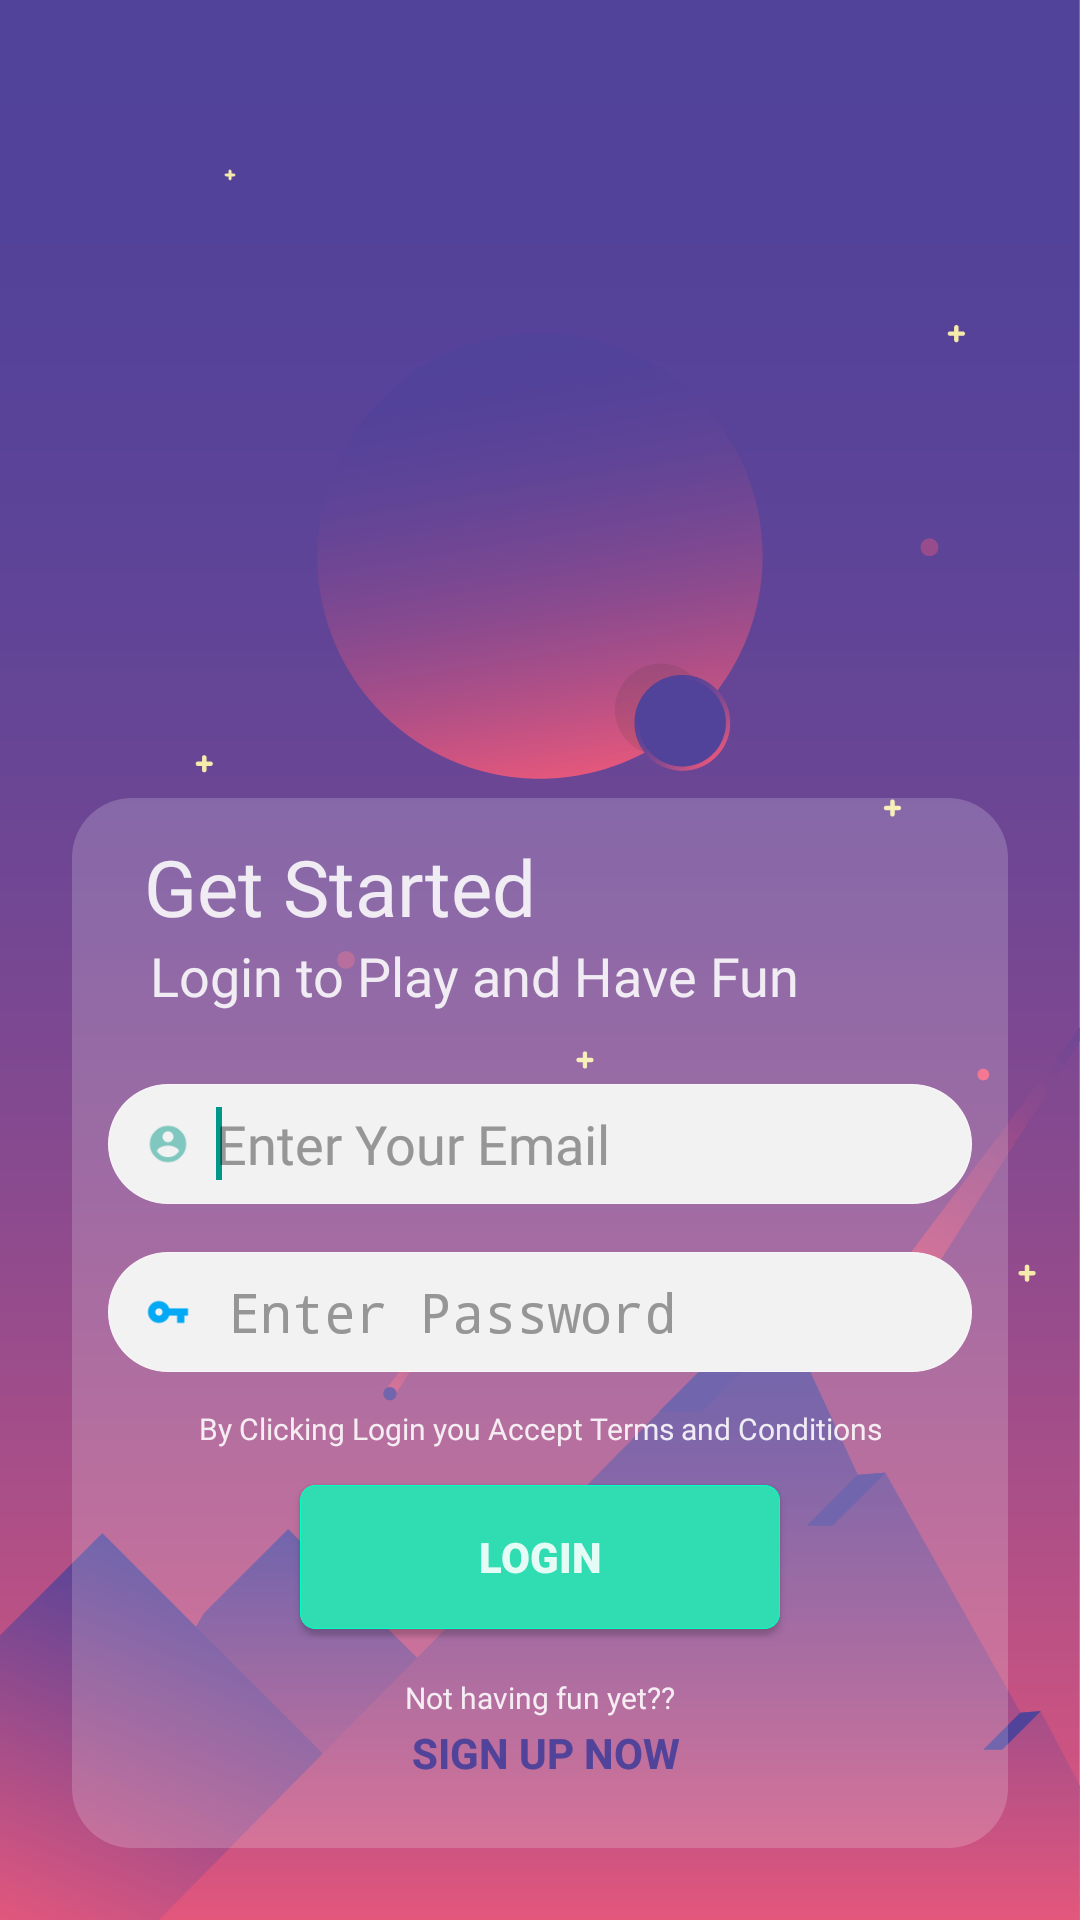 Get Started
Login to Play and Have Fun
Enter Your Email
Enter Password
By Clicking Login you Accept Terms and Conditions
LOGIN
Not having fun yet??
SIGN UP NOW